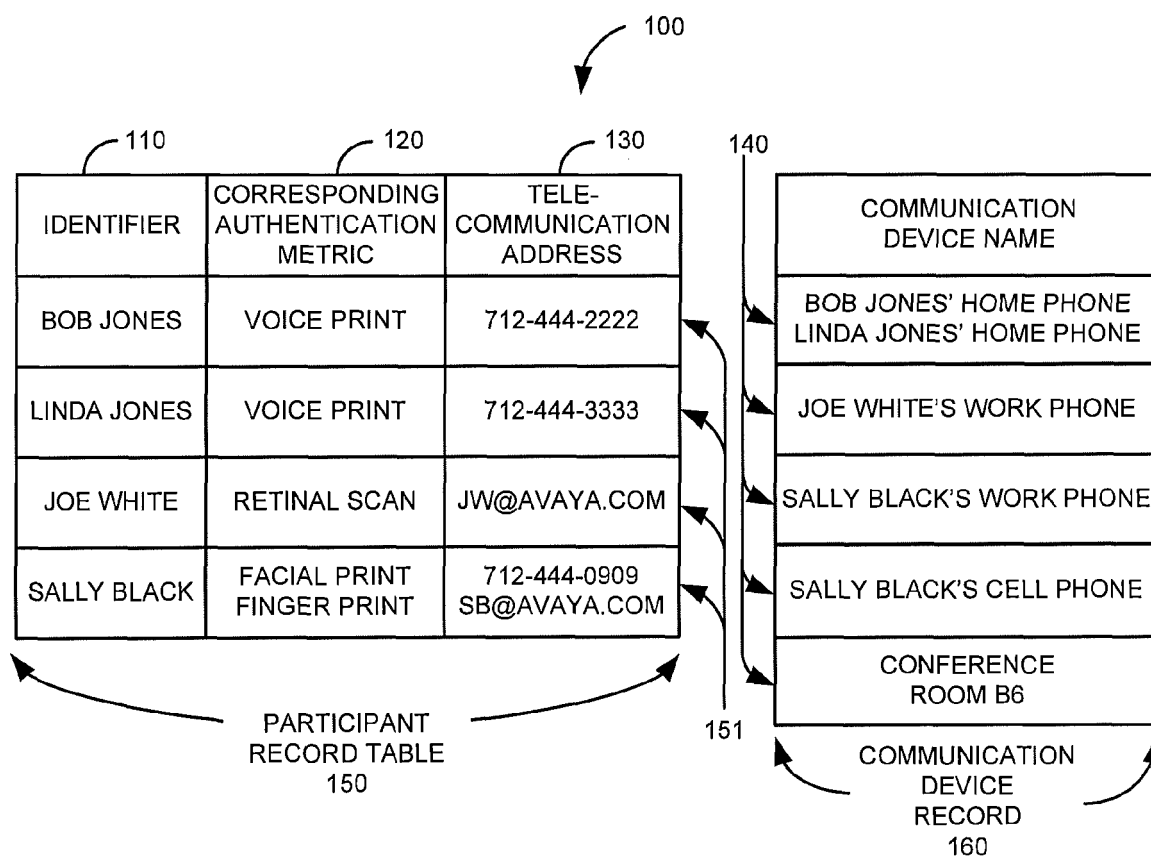 100
110
120
130
140
IDENTIFIER
CORRESPONDING
AUTHENTICATION
METRIC
TELE-
COMMUNICATION
ADDRESS
BOB JONES
VOICE PRINT
712-444-2222
LINDA JONES
VOICE PRINT
712-444-3333
JOE WHITE
RETINAL SCAN
JW@AVAYA.COM
SALLY BLACK
FACIAL PRINT
FINGER PRINT
712-444-0909
SB@AVAYA.COM
PARTICIPANT
RECORD TABLE
150
151
COMMUNICATION
DEVICE NAME
BOB JONES' HOME PHONE
LINDA JONES' HOME PHONE
JOE WHITE'S WORK PHONE
SALLY BLACK'S WORK PHONE
SALLY BLACK'S CELL PHONE
CONFERENCE
ROOM B6
COMMUNICATION
DEVICE
RECORD
160